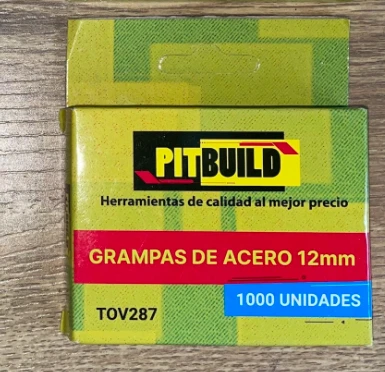 PITBUILD
Herramientas de calidad al mejor precio
GRAMPAS DE ACERO 12mm
1000 UNIDADES
TOV287